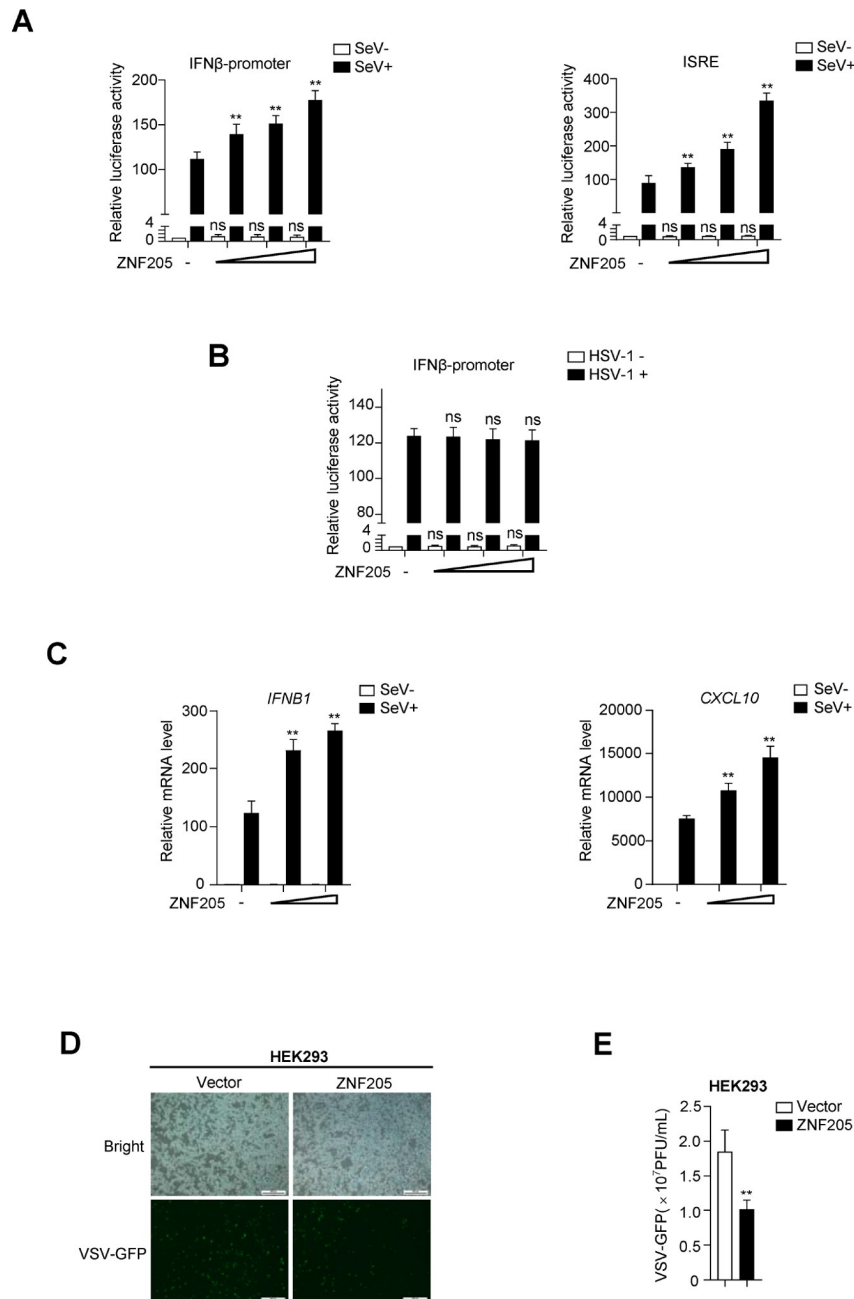 A
IFNβ-promoter
SeV-
SeV+
Relative luciferase activity
200
150
100
4
0
** ** **
ns ns ns
ZNF205 -
ISRE
SeV-
SeV+
Relative luciferase activity
400
300
200
100
4
0
** ** **
ns ns ns
ZNF205 -
B
IFNβ-promoter
HSV-1 -
HSV-1 +
Relative luciferase activity
140
120
100
80
4
0
ns ns ns
ns ns ns
ZNF205 -
C
IFNB1
SeV-
SeV+
Relative mRNA level
300
200
100
0
** **
ZNF205 -
CXCL10
SeV-
SeV+
Relative mRNA level
20000
15000
10000
5000
0
** **
ZNF205 -
D
HEK293
Vector ZNF205
Bright
VSV-GFP
E
HEK293
Vector
ZNF205
VSV-GFP( × 10⁷PFU/mL)
2.5
2.0
1.5
1.0
0.5
0
**